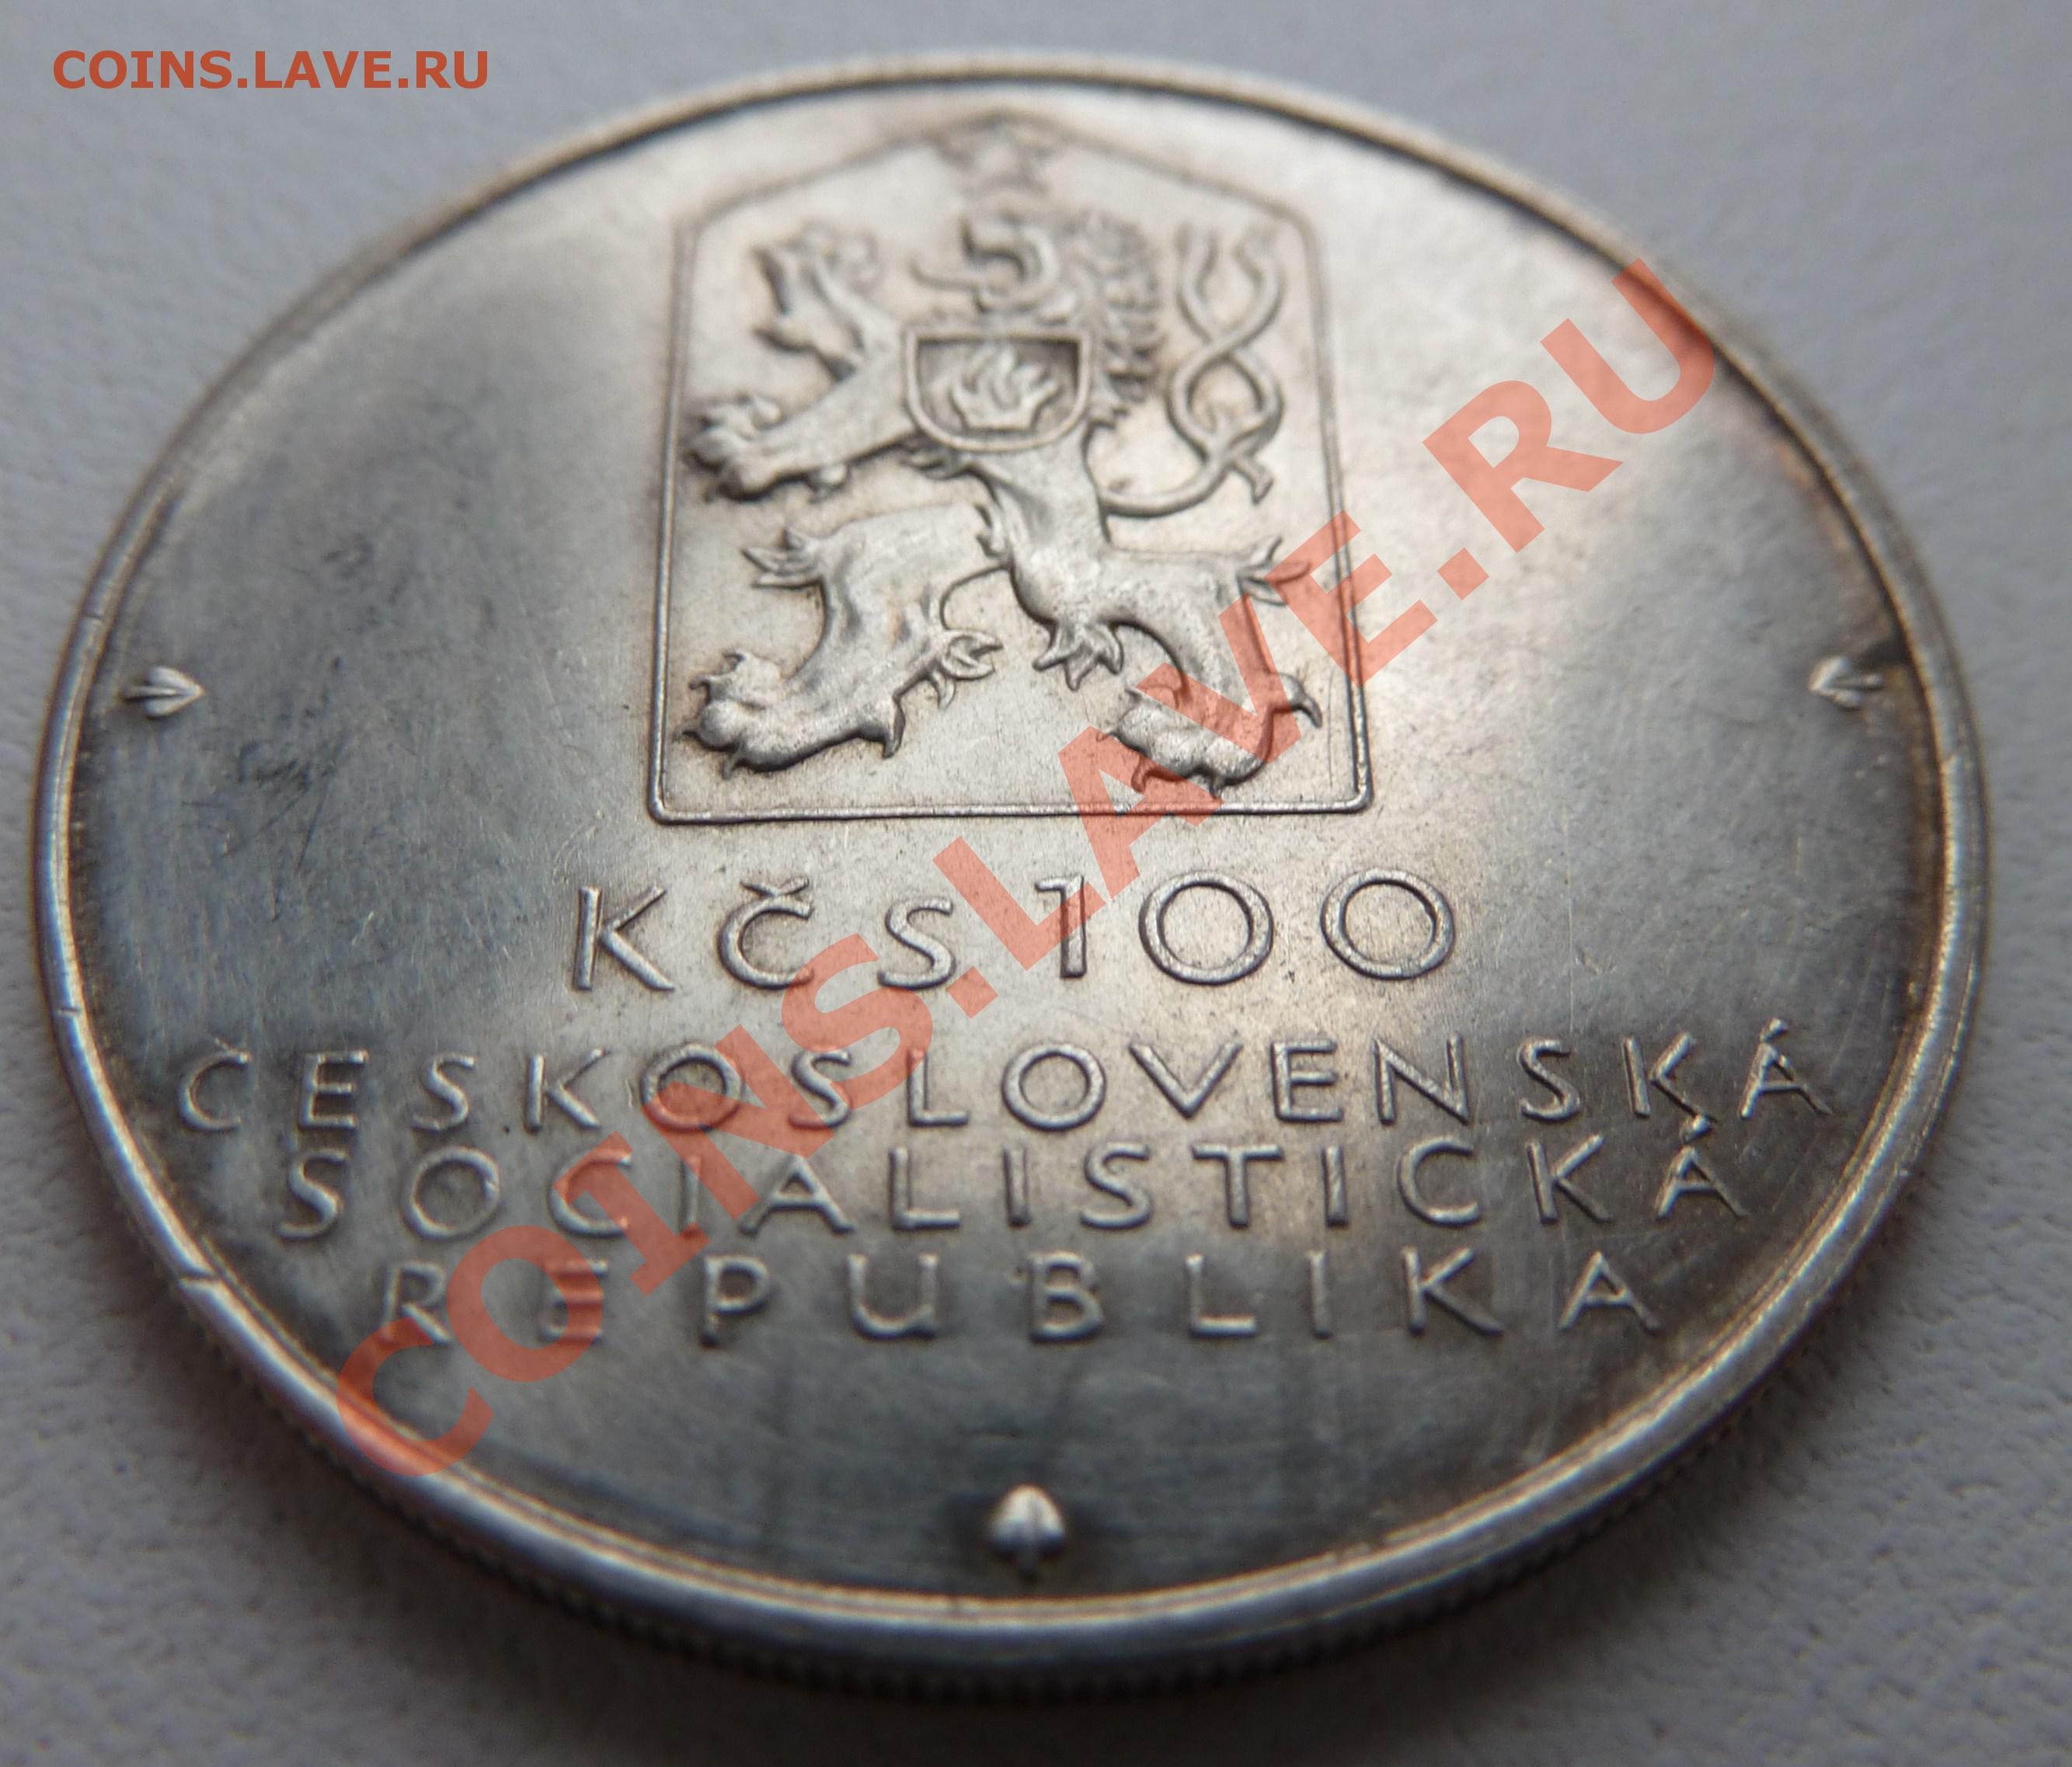 COINS.LAVE.RU
KČS 100
ČESKOSLOVENSKÁ
SOCIALISTICKÁ
REPUBLIKA
COINS.LAVE.RU